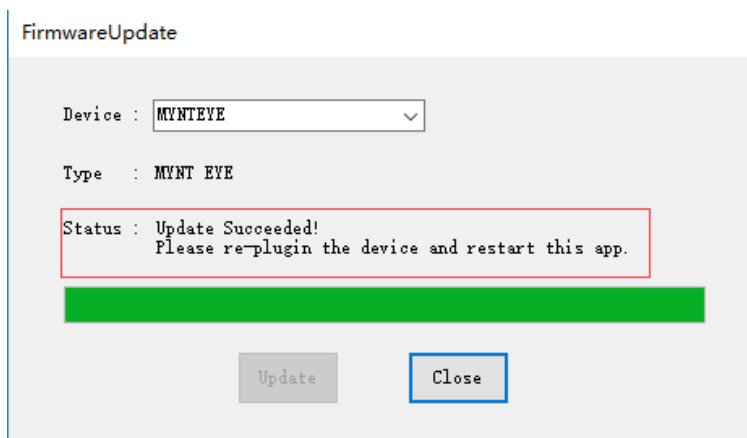 FirmwareUpdate
Device : MYNTEYE
Type : MYNT EYE
Status : Update Succeeded!
Please re-plugin the device and restart this app.
Update
Close